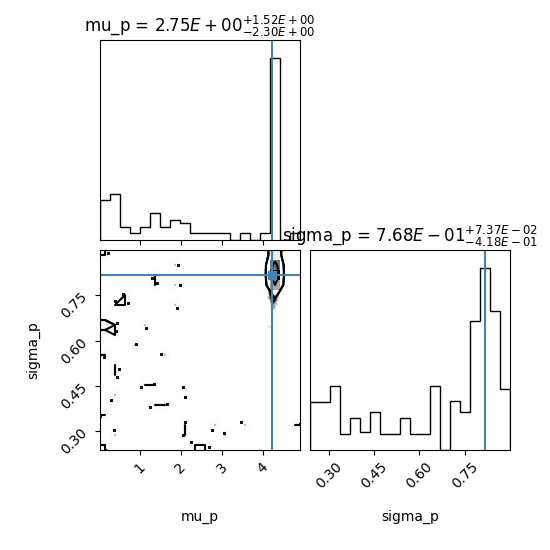 mu_p = 2.75E + 00 +1.52E + 00 −2.30E + 00
sigma_p = 7.68E − 01 +7.37E − 02 −4.18E − 01
sigma_p
0.75
0.60
0.45
0.30
1 2 3 4
mu_p
0.30 0.45 0.60 0.75
sigma_p